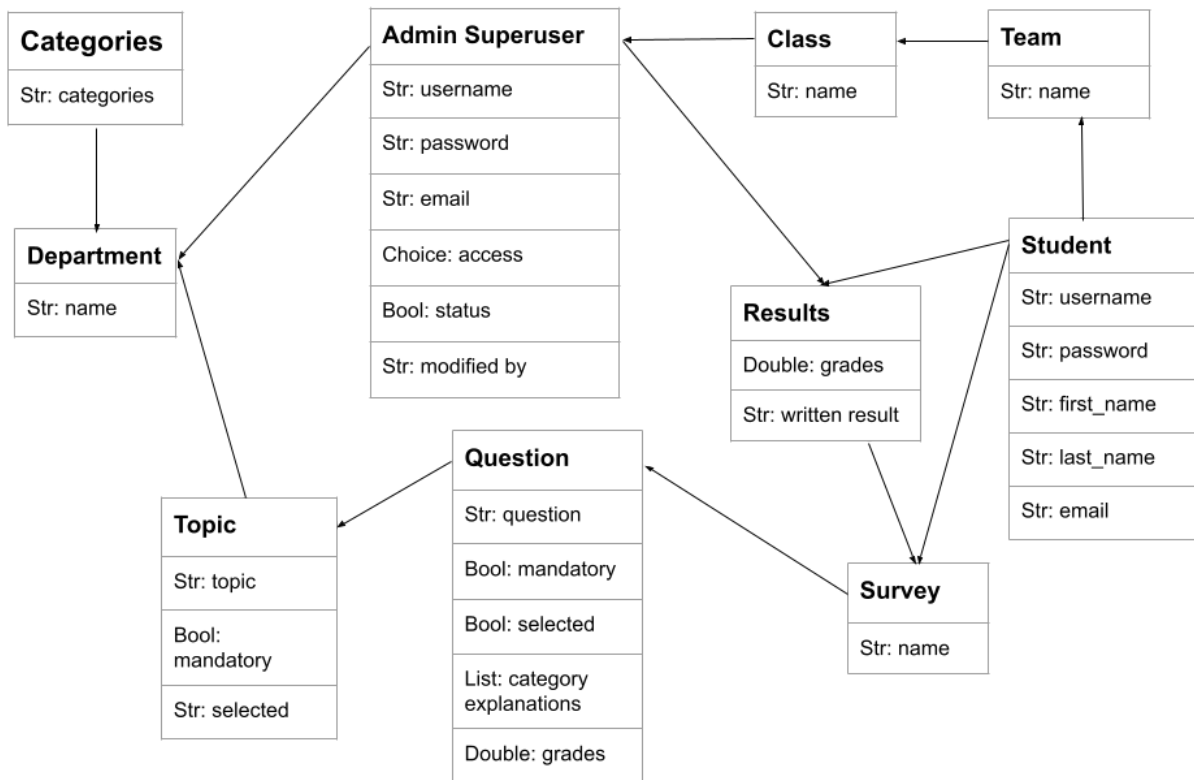 Categories
Str: categories
Admin Superuser
Str: username
Str: password
Str: email
Choice: access
Bool: status
Str: modified by
Class
Str: name
Team
Str: name
Department
Str: name
Student
Str: username
Str: password
Str: first_name
Str: last_name
Str: email
Results
Double: grades
Str: written result
Question
Str: question
Bool: mandatory
Bool: selected
List: category
explanations
Double: grades
Topic
Str: topic
Bool:
mandatory
Str: selected
Survey
Str: name